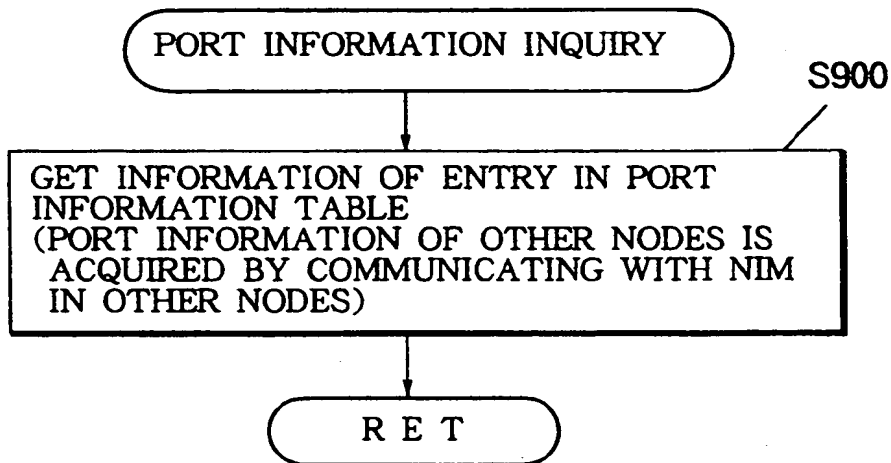 PORT INFORMATION INQUIRY
S900
GET INFORMATION OF ENTRY IN PORT
INFORMATION TABLE
(PORT INFORMATION OF OTHER NODES IS
ACQUIRED BY COMMUNICATING WITH NIM
IN OTHER NODES)
R E T